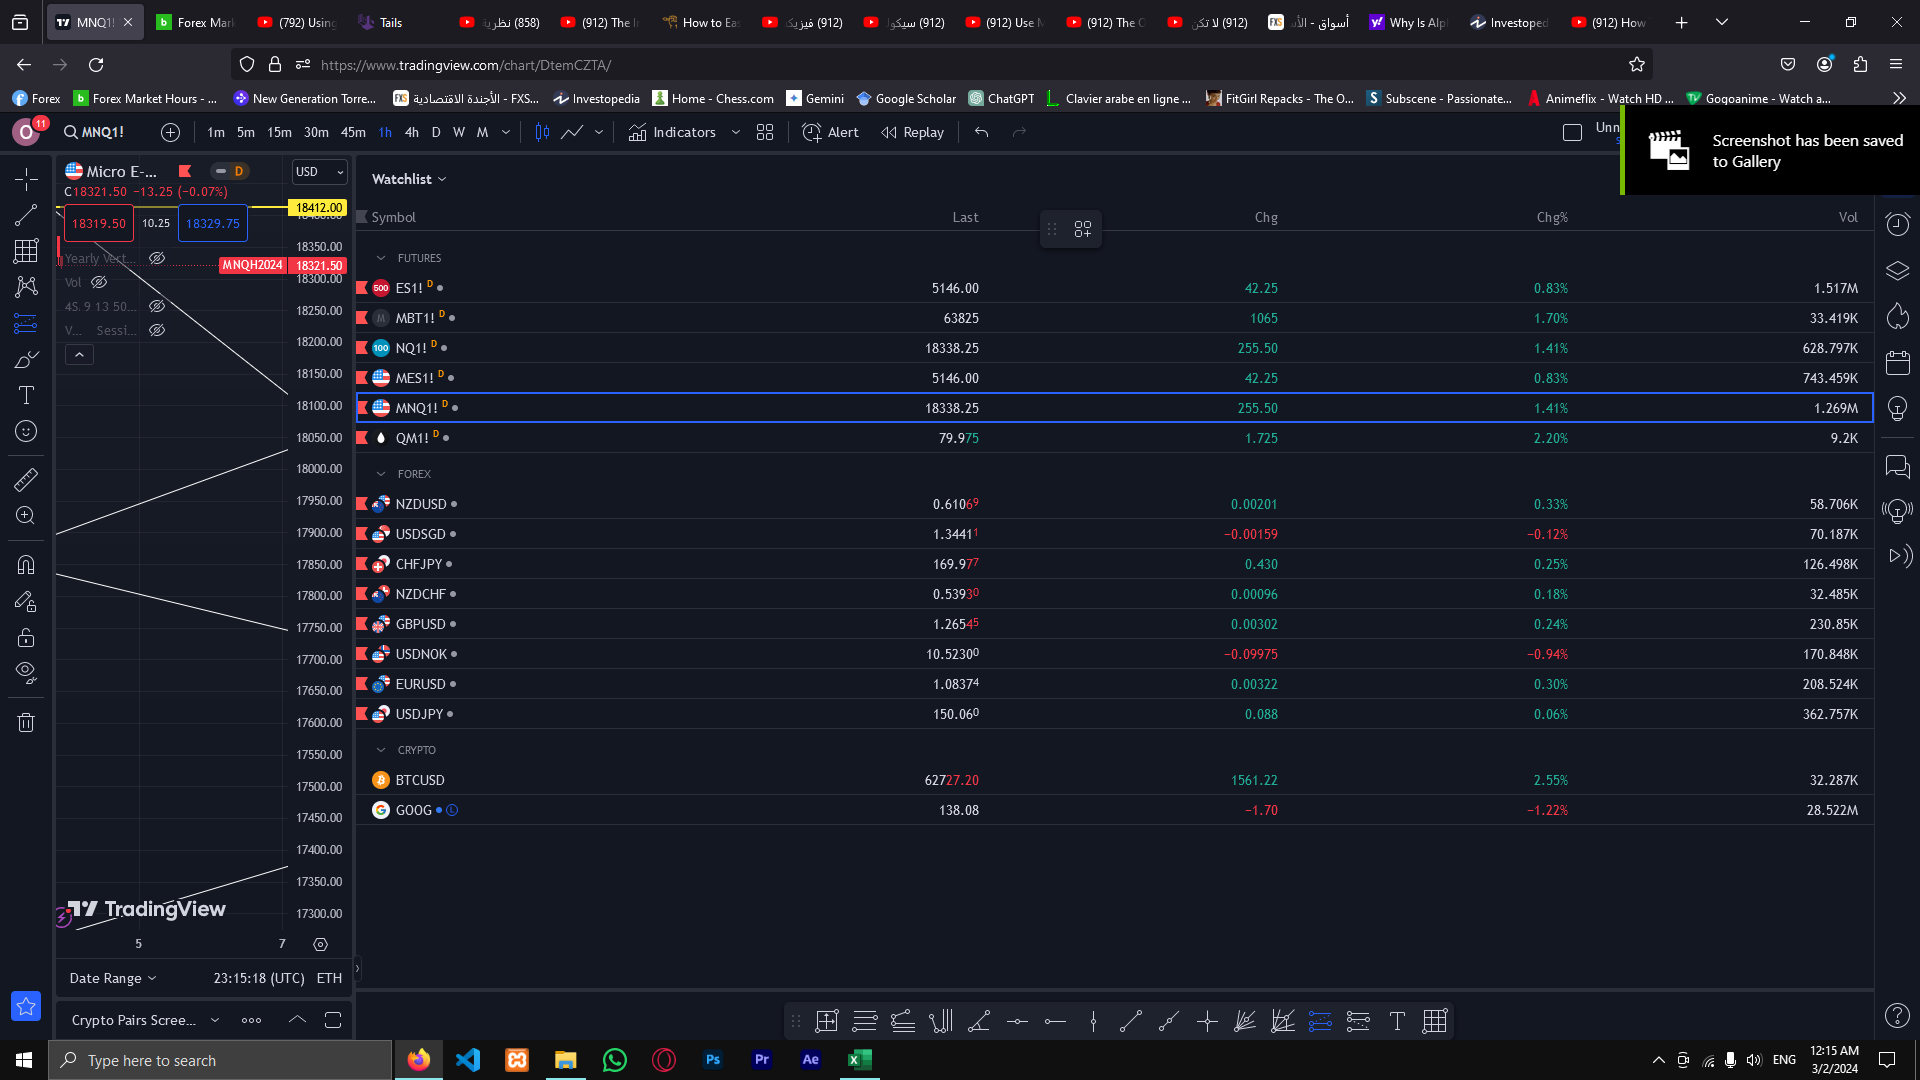 MNQ1!
Forex Mark
(792) Using
Tails
(858) نظرية
(912) The I
How to Eas
(912) فيزيك
(912) سيكو
(912) Use M
(912) The C
(912) لا تكن
أسواق - الأس
Why Is Alp
Investoped
(912) How
https://www.tradingview.com/chart/DtemCZTA/
Forex
Forex Market Hours - ...
New Generation Torre...
الأجندة الاقتصادية - FXS...
Investopedia
Home - Chess.com
Gemini
Google Scholar
ChatGPT
Clavier arabe en ligne ...
FitGirl Repacks - The O...
Subscene - Passionate...
Animeflix - Watch HD ...
Gogoanime - Watch a...
O 11
MNQ1!
1m 5m 15m 30m 45m 1h 4h D W M
Indicators
Alert
Replay
Unn
Screenshot has been saved
to Gallery
Micro E-... D
USD
C18321.50 −13.25 (−0.07%)
18319.50 10.25 18329.75
Yearly Vert...
Vol
4S. 9 13 50...
V... Sessi...
MNQH2024 18321.50
18412.00
18350.00
18300.00
18250.00
18200.00
18150.00
18100.00
18050.00
18000.00
17950.00
17900.00
17850.00
17800.00
17750.00
17700.00
17650.00
17600.00
17550.00
17500.00
17450.00
17400.00
17350.00
17300.00
TradingView
5 7
Date Range
23:15:18 (UTC) ETH
Crypto Pairs Scree...
Watchlist
Symbol Last Chg Chg% Vol
FUTURES
500 ES1! D 5146.00 42.25 0.83% 1.517M
M MBT1! D 63825 1065 1.70% 33.419K
100 NQ1! D 18338.25 255.50 1.41% 628.797K
MES1! D 5146.00 42.25 0.83% 743.459K
MNQ1! D 18338.25 255.50 1.41% 1.269M
QM1! D 79.975 1.725 2.20% 9.2K
FOREX
NZDUSD 0.61069 0.00201 0.33% 58.706K
USDSGD 1.34411 −0.00159 −0.12% 70.187K
CHFJPY 169.977 0.430 0.25% 126.498K
NZDCHF 0.53930 0.00096 0.18% 32.485K
GBPUSD 1.26545 0.00302 0.24% 230.85K
USDNOK 10.52300 −0.09975 −0.94% 170.848K
EURUSD 1.08374 0.00322 0.30% 208.524K
USDJPY 150.060 0.088 0.06% 362.757K
CRYPTO
BTCUSD 62727.20 1561.22 2.55% 32.287K
GOOG L 138.08 −1.70 −1.22% 28.522M
Type here to search
Ps
Pr
Ae
ENG
12:15 AM
3/2/2024